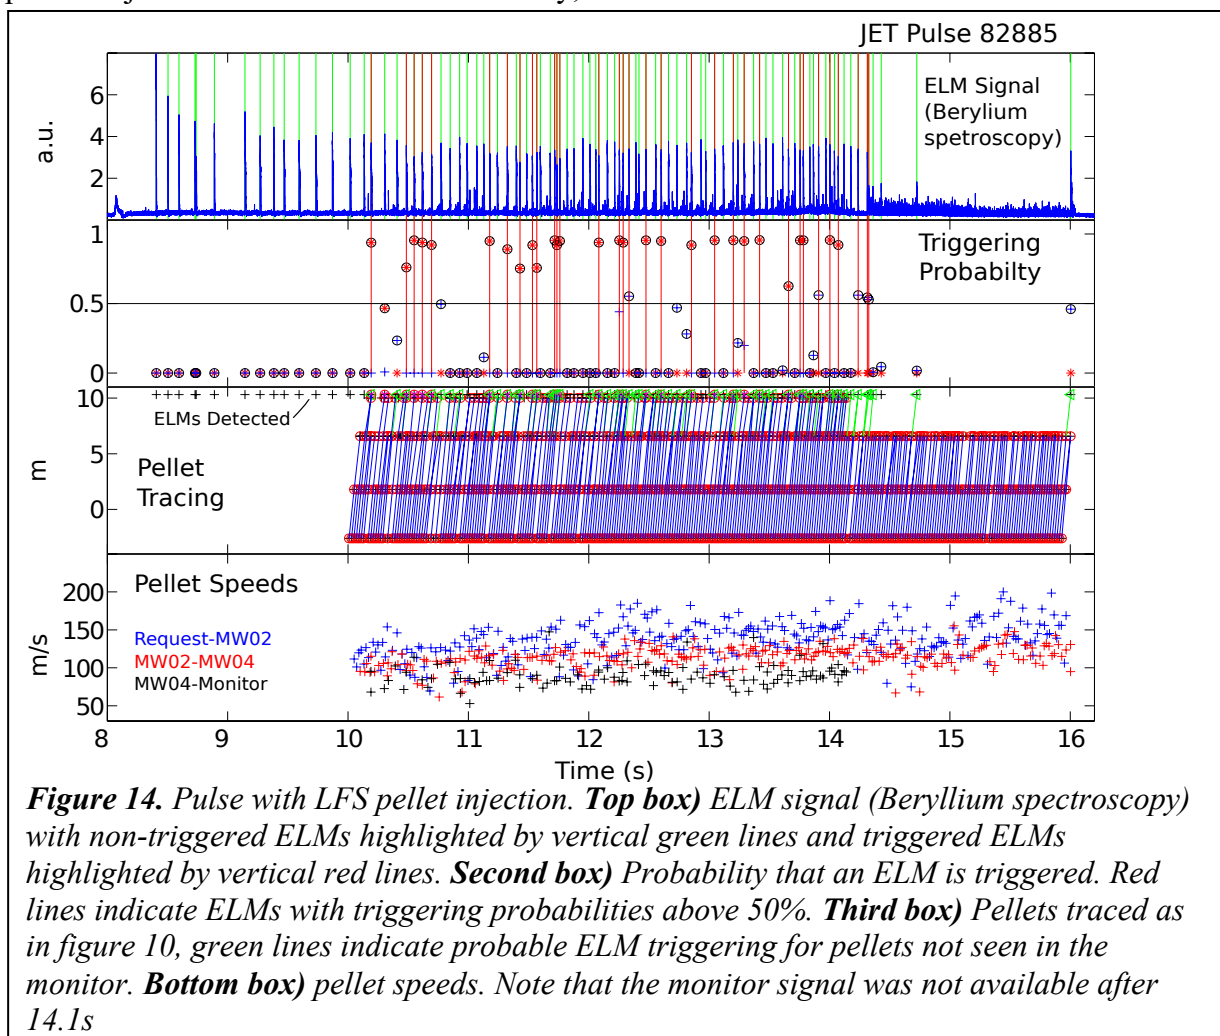 JET Pulse 82885
ELM Signal
(Berylium
spetroscopy)
6
4
2
a.u.
1
0.5
0
Triggering
Probabilty
10
5
0
m
ELMs Detected
Pellet
Tracing
Pellet Speeds
200
150
100
50
m/s
Request-MW02
MW02-MW04
MW04-Monitor
8 9 10 11 12 13 14 15 16
Time (s)
Figure 14. Pulse with LFS pellet injection. Top box) ELM signal (Beryllium spectroscopy)
with non-triggered ELMs highlighted by vertical green lines and triggered ELMs
highlighted by vertical red lines. Second box) Probability that an ELM is triggered. Red
lines indicate ELMs with triggering probabilities above 50%. Third box) Pellets traced as
in figure 10, green lines indicate probable ELM triggering for pellets not seen in the
monitor. Bottom box) pellet speeds. Note that the monitor signal was not available after
14.1s